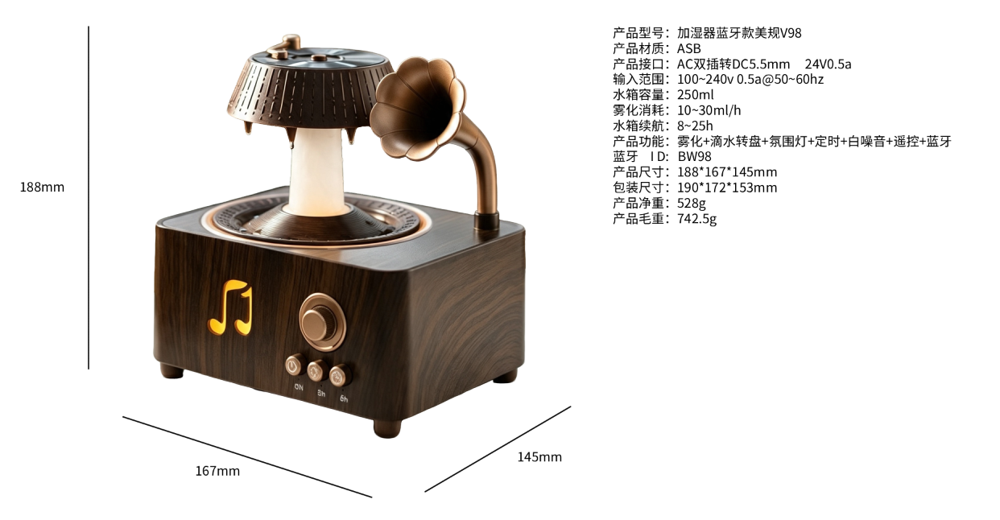 产品型号：加湿器蓝牙款美规V98
产品材质：ASB
产品接口：AC双插转DC5.5mm 24V0.5a
输入范围：100~240v 0.5a@50~60hz
水箱容量：250ml
雾化消耗：10~30ml/h
水箱续航：8~25h
产品功能：雾化+滴水转盘+氛围灯+定时+白噪音+遥控+蓝牙
蓝牙 ID: BW98
产品尺寸：188*167*145mm
包装尺寸：190*172*153mm
产品净重：528g
产品毛重：742.5g
188mm
ON 3h 6h
167mm
145mm